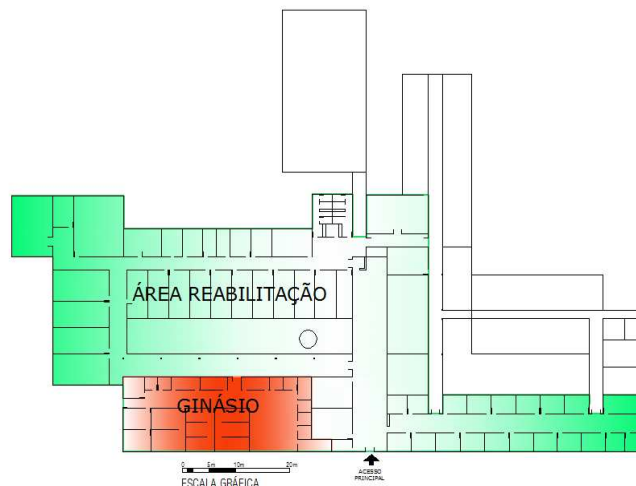 ÁREA REABILITAÇÃO
GINÁSIO
0 5m 10m 20m
ESCALA GRÁFICA
ACESSO
PRINCIPAL